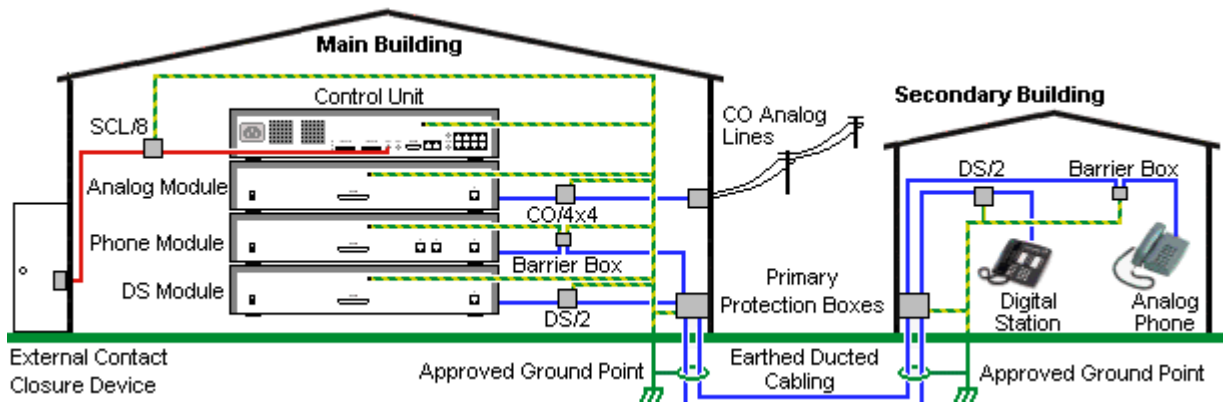 Main Building
Control Unit
SCL/8
Analog Module
CO/4x4
Phone Module
Barrier Box
DS Module
DS/2
CO Analog
Lines
Primary
Protection Boxes
Secondary Building
DS/2
Barrier Box
Digital
Station
Analog
Phone
External Contact
Closure Device
Approved Ground Point
Earthed Ducted
Cabling
Approved Ground Point